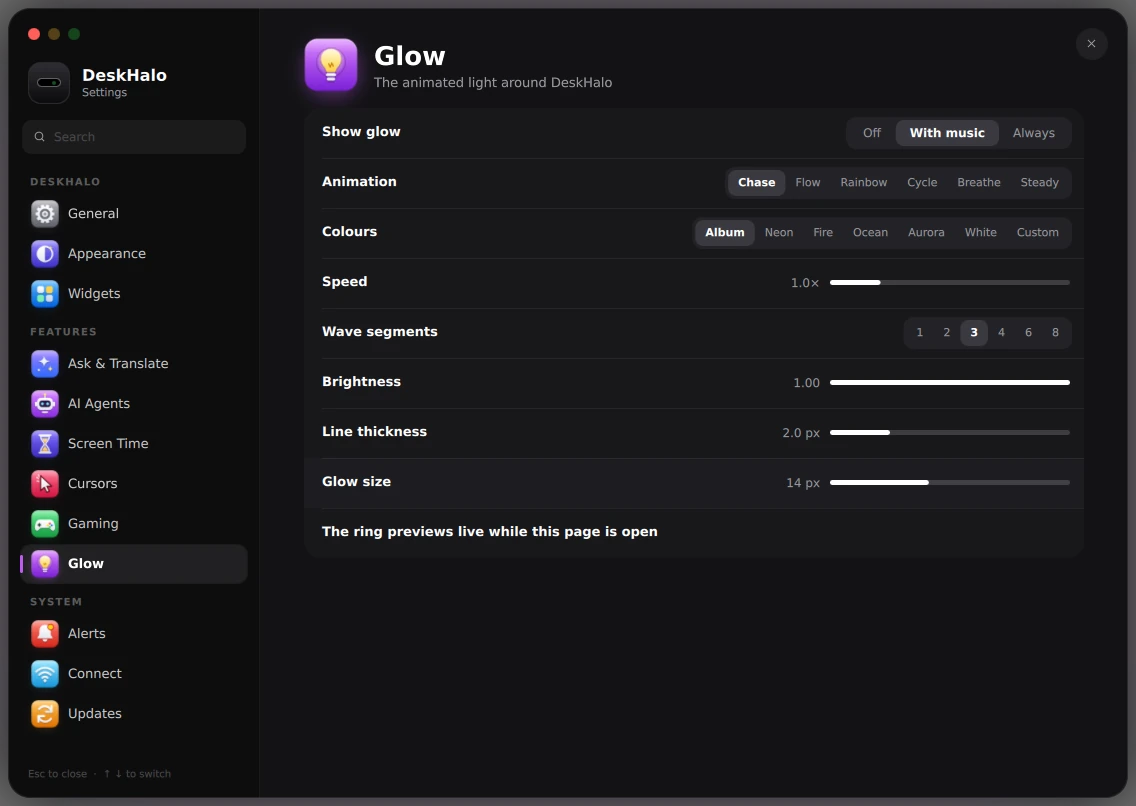 DeskHalo
Settings
Search
DESKHALO
General
Appearance
Widgets
FEATURES
Ask & Translate
AI Agents
Screen Time
Cursors
Gaming
Glow
SYSTEM
Alerts
Connect
Updates
Esc to close · ↑ ↓ to switch
Glow
The animated light around DeskHalo
Show glow Off With music Always
Animation Chase Flow Rainbow Cycle Breathe Steady
Colours Album Neon Fire Ocean Aurora White Custom
Speed 1.0×
Wave segments 1 2 3 4 6 8
Brightness 1.00
Line thickness 2.0 px
Glow size 14 px
The ring previews live while this page is open